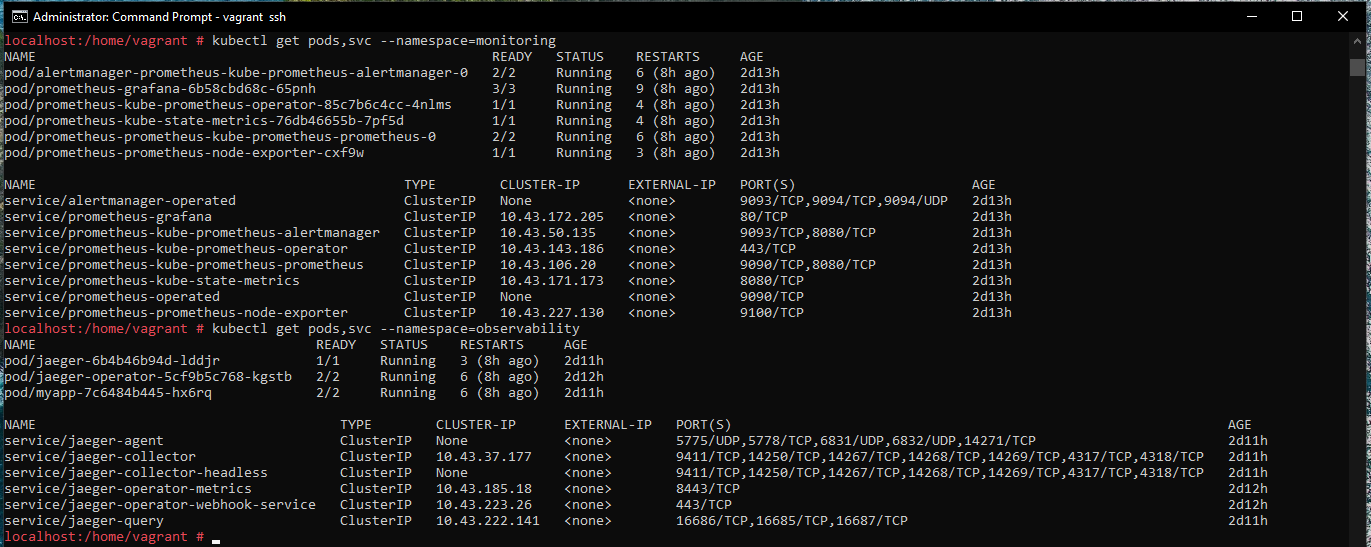 Administrator: Command Prompt - vagrant ssh
localhost:/home/vagrant # kubectl get pods,svc --namespace=monitoring
NAME READY STATUS RESTARTS AGE
pod/alertmanager-prometheus-kube-prometheus-alertmanager-0 2/2 Running 6 (8h ago) 2d13h
pod/prometheus-grafana-6b58cbd68c-65pnh 3/3 Running 9 (8h ago) 2d13h
pod/prometheus-kube-prometheus-operator-85c7b6c4cc-4nlms 1/1 Running 4 (8h ago) 2d13h
pod/prometheus-kube-state-metrics-76db46655b-7pf5d 1/1 Running 4 (8h ago) 2d13h
pod/prometheus-prometheus-kube-prometheus-prometheus-0 2/2 Running 6 (8h ago) 2d13h
pod/prometheus-prometheus-node-exporter-cxf9w 1/1 Running 3 (8h ago) 2d13h
NAME TYPE CLUSTER-IP EXTERNAL-IP PORT(S) AGE
service/alertmanager-operated ClusterIP None <none> 9093/TCP,9094/TCP,9094/UDP 2d13h
service/prometheus-grafana ClusterIP 10.43.172.205 <none> 80/TCP 2d13h
service/prometheus-kube-prometheus-alertmanager ClusterIP 10.43.50.135 <none> 9093/TCP,8080/TCP 2d13h
service/prometheus-kube-prometheus-operator ClusterIP 10.43.143.186 <none> 443/TCP 2d13h
service/prometheus-kube-prometheus-prometheus ClusterIP 10.43.106.20 <none> 9090/TCP,8080/TCP 2d13h
service/prometheus-kube-state-metrics ClusterIP 10.43.171.173 <none> 8080/TCP 2d13h
service/prometheus-operated ClusterIP None <none> 9090/TCP 2d13h
service/prometheus-prometheus-node-exporter ClusterIP 10.43.227.130 <none> 9100/TCP 2d13h
localhost:/home/vagrant # kubectl get pods,svc --namespace=observability
NAME READY STATUS RESTARTS AGE
pod/jaeger-6b4b46b94d-lddjr 1/1 Running 3 (8h ago) 2d11h
pod/jaeger-operator-5cf9b5c768-kgstb 2/2 Running 6 (8h ago) 2d12h
pod/myapp-7c6484b445-hx6rq 2/2 Running 6 (8h ago) 2d11h
NAME TYPE CLUSTER-IP EXTERNAL-IP PORT(S) AGE
service/jaeger-agent ClusterIP None <none> 5775/UDP,5778/TCP,6831/UDP,6832/UDP,14271/TCP 2d11h
service/jaeger-collector ClusterIP 10.43.37.177 <none> 9411/TCP,14250/TCP,14267/TCP,14268/TCP,14269/TCP,4317/TCP,4318/TCP 2d11h
service/jaeger-collector-headless ClusterIP None <none> 9411/TCP,14250/TCP,14267/TCP,14268/TCP,14269/TCP,4317/TCP,4318/TCP 2d11h
service/jaeger-operator-metrics ClusterIP 10.43.185.18 <none> 8443/TCP 2d12h
service/jaeger-operator-webhook-service ClusterIP 10.43.223.26 <none> 443/TCP 2d12h
service/jaeger-query ClusterIP 10.43.222.141 <none> 16686/TCP,16685/TCP,16687/TCP 2d11h
localhost:/home/vagrant #